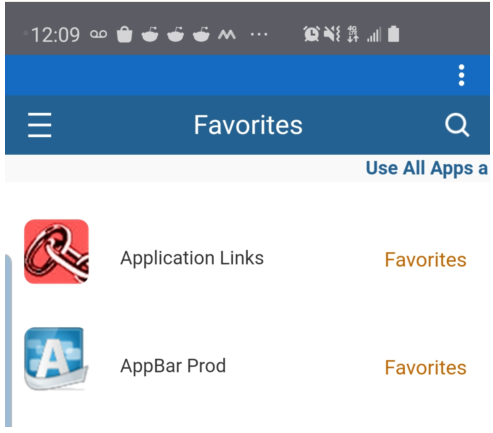 12:09
Favorites
Use All Apps a
Application Links
Favorites
AppBar Prod
Favorites